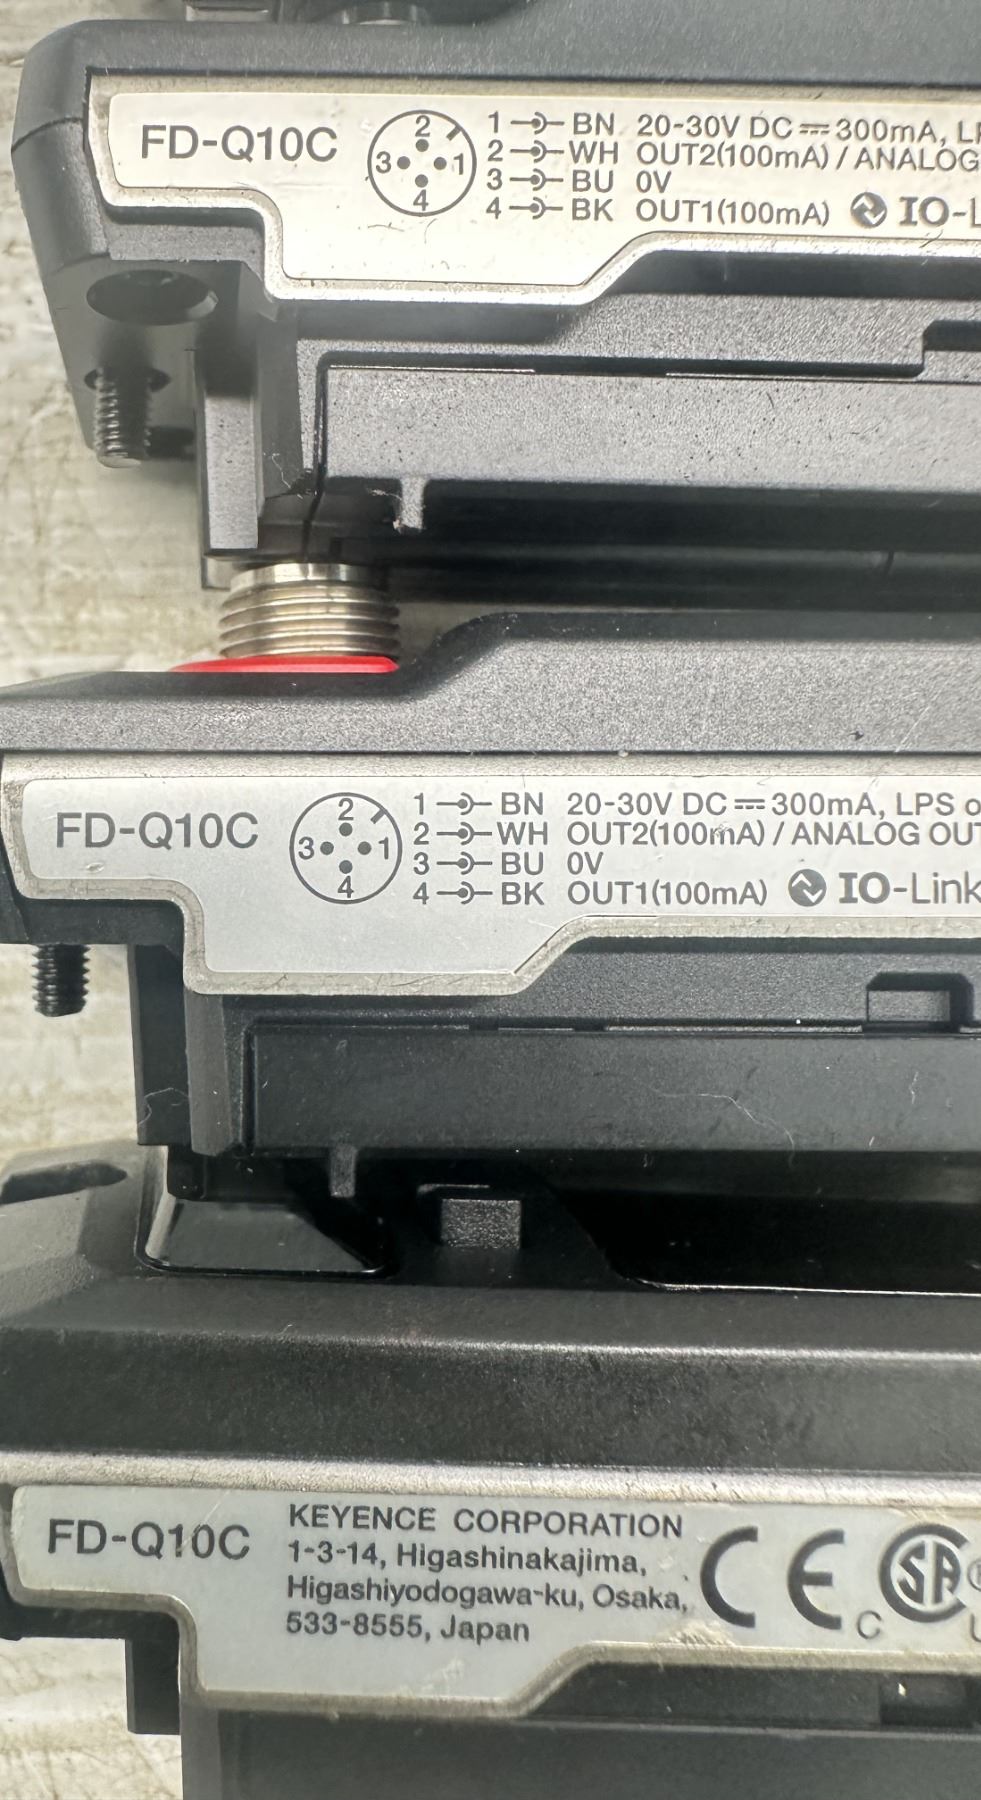 FD-Q10C
2
3 1
4
1 BN 20-30V DC 300mA,
2 WH OUT2(100mA) / ANALOG
3 BU 0V
4 BK OUT1(100mA) IO-L
FD-Q10C
2
3 1
4
1 BN 20-30V DC 300mA, LPS
2 WH OUT2(100mA) / ANALOG OUT
3 BU 0V
4 BK OUT1(100mA) IO-Link
FD-Q10C
KEYENCE CORPORATION
1-3-14, Higashinakajima,
Higashiyodogawa-ku, Osaka,
533-8555, Japan
CE
C SA